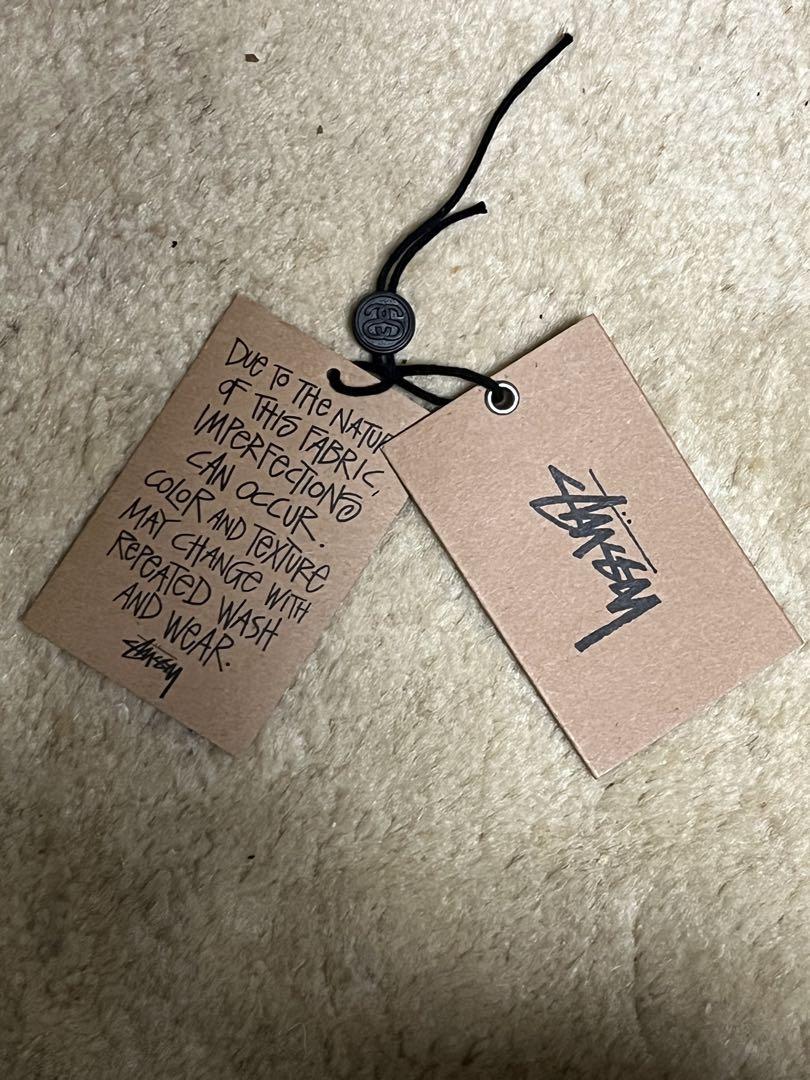 DUE TO THE NATUR
OF THIS FABRIC,
IMPERFECTIONS
CAN OCCUR.
COLOR AND TEXTURE
MAY CHANGE WITH
REPEATED WASH
AND WEAR.
STÜSSY
STÜSSY